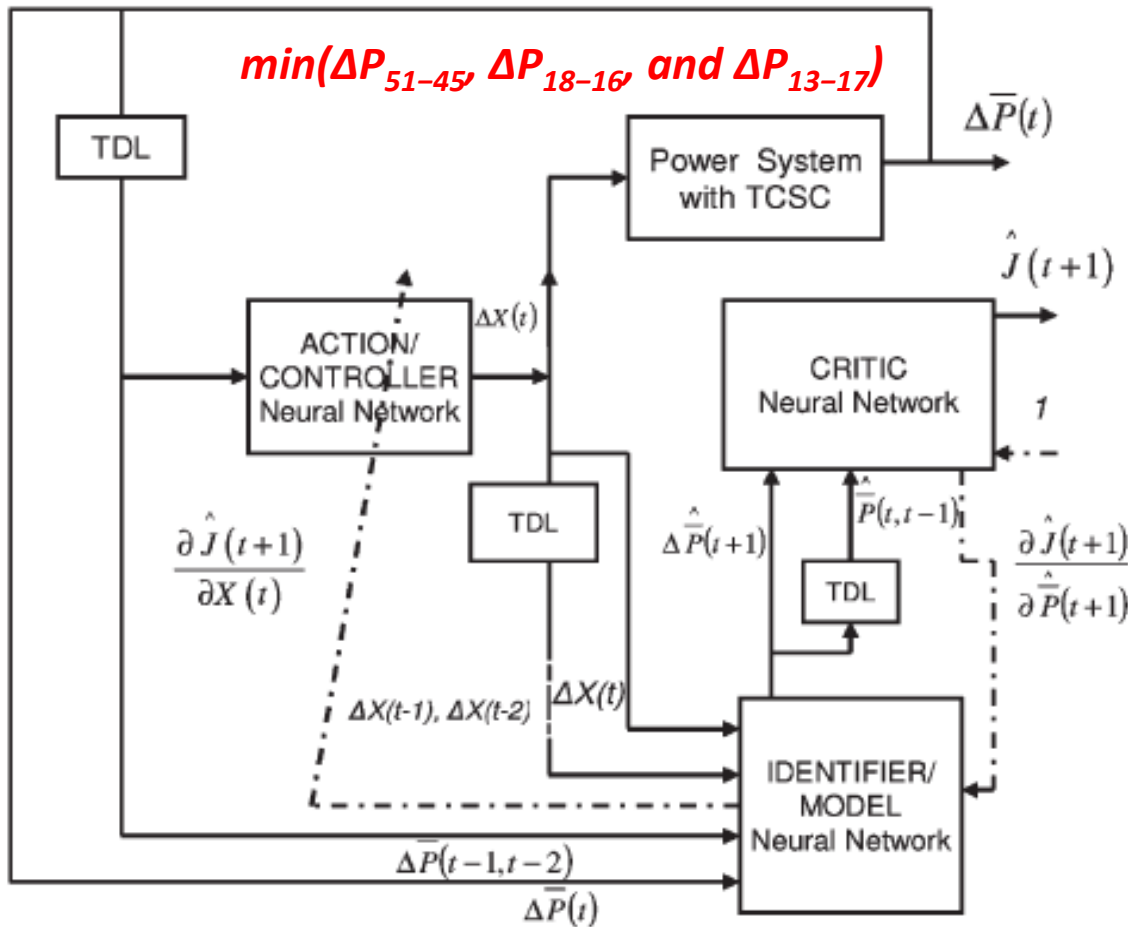 min(ΔP₅₁₋₄₅, ΔP₁₈₋₁₆, and ΔP₁₃₋₁₇)
TDL
Power System
with TCSC
ΔP̅(t)
Ĵ(t+1)
ΔX(t)
ACTION/
CONTROLLER
Neural Network
CRITIC
Neural Network
1
TDL
∂Ĵ(t+1)
∂X(t)
ΔP̅̂(t+1)
P̅̂(t,t−1)
TDL
∂Ĵ(t+1)
∂P̅̂(t+1)
ΔX(t-1), ΔX(t-2)
ΔX(t)
IDENTIFIER/
MODEL
Neural Network
ΔP̅(t−1,t−2)
ΔP̅(t)